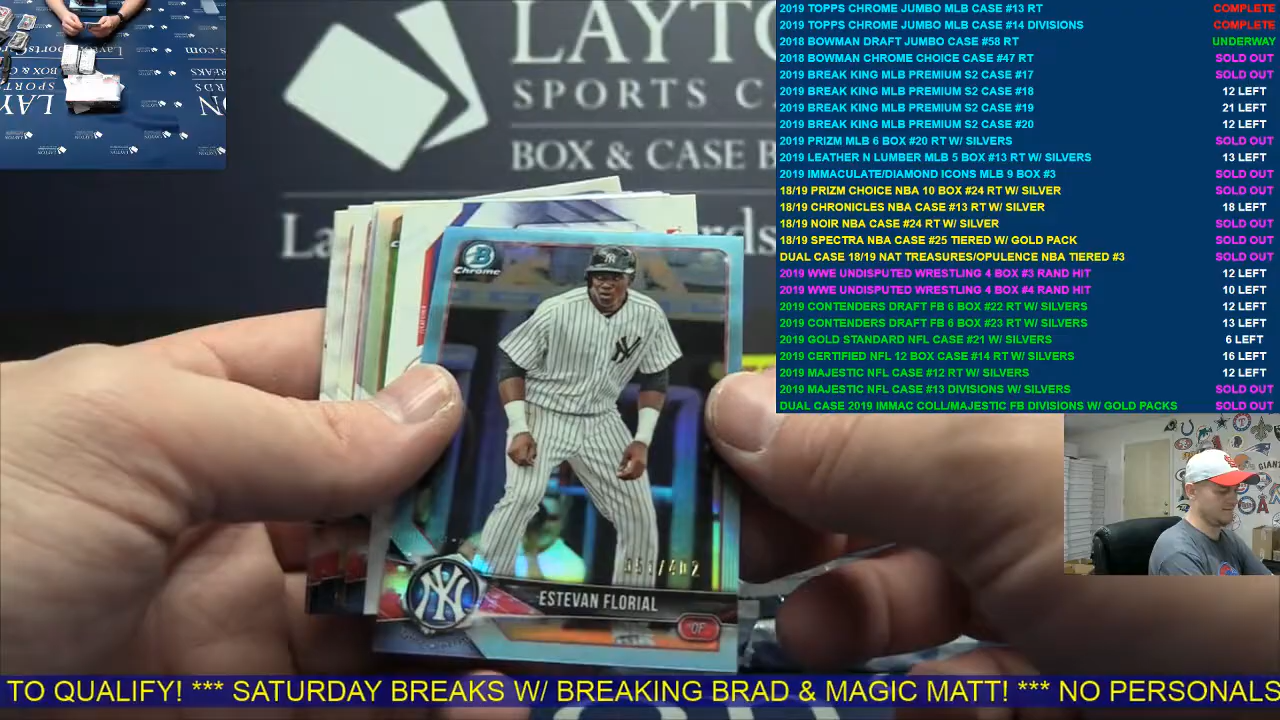 LAYTO
SPORTS CA
BOX & CASE B
La
rds
2019 TOPPS CHROME JUMBO MLB CASE #13 RT COMPLETE
2019 TOPPS CHROME JUMBO MLB CASE #14 DIVISIONS COMPLETE
2018 BOWMAN DRAFT JUMBO CASE #58 RT UNDERWAY
2018 BOWMAN CHROME CHOICE CASE #47 RT SOLD OUT
2019 BREAK KING MLB PREMIUM S2 CASE #17 SOLD OUT
2019 BREAK KING MLB PREMIUM S2 CASE #18 12 LEFT
2019 BREAK KING MLB PREMIUM S2 CASE #19 21 LEFT
2019 BREAK KING MLB PREMIUM S2 CASE #20 12 LEFT
2019 PRIZM MLB 6 BOX #20 RT W/ SILVERS SOLD OUT
2019 LEATHER N LUMBER MLB 5 BOX #13 RT W/ SILVERS 13 LEFT
2019 IMMACULATE/DIAMOND ICONS MLB 9 BOX #3 SOLD OUT
18/19 PRIZM CHOICE NBA 10 BOX #24 RT W/ SILVER SOLD OUT
18/19 CHRONICLES NBA CASE #13 RT W/ SILVER 18 LEFT
18/19 NOIR NBA CASE #24 RT W/ SILVER SOLD OUT
18/19 SPECTRA NBA CASE #25 TIERED W/ GOLD PACK SOLD OUT
DUAL CASE 18/19 NAT TREASURES/OPULENCE NBA TIERED #3 SOLD OUT
2019 WWE UNDISPUTED WRESTLING 4 BOX #3 RAND HIT 12 LEFT
2019 WWE UNDISPUTED WRESTLING 4 BOX #4 RAND HIT 10 LEFT
2019 CONTENDERS DRAFT FB 6 BOX #22 RT W/ SILVERS 12 LEFT
2019 CONTENDERS DRAFT FB 6 BOX #23 RT W/ SILVERS 13 LEFT
2019 GOLD STANDARD NFL CASE #21 W/ SILVERS 6 LEFT
2019 CERTIFIED NFL 12 BOX CASE #14 RT W/ SILVERS 16 LEFT
2019 MAJESTIC NFL CASE #12 RT W/ SILVERS 12 LEFT
2019 MAJESTIC NFL CASE #13 DIVISIONS W/ SILVERS SOLD OUT
DUAL CASE 2019 IMMAC COLL/MAJESTIC FB DIVISIONS W/ GOLD PACKS SOLD OUT
B
Chrome
NY
ESTEVAN FLORIAL
OF
TO QUALIFY! *** SATURDAY BREAKS W/ BREAKING BRAD & MAGIC MATT! *** NO PERSONALS